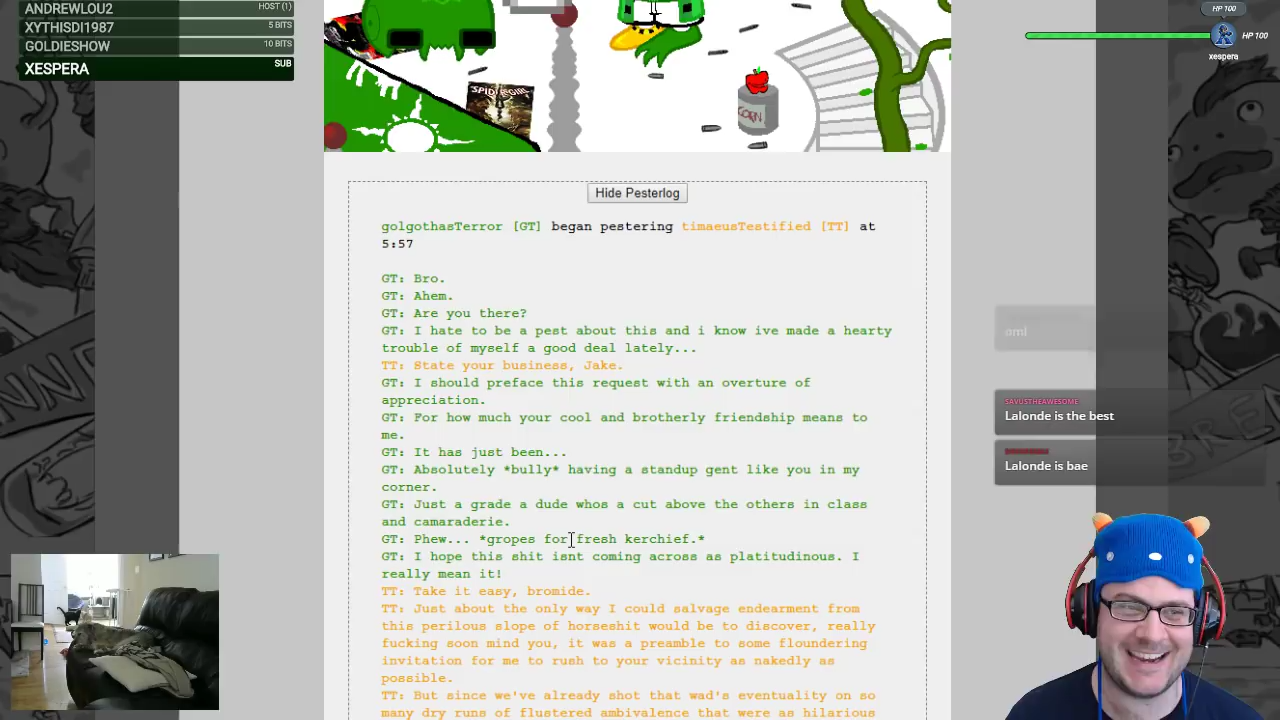 ANDREWLOU2 HOST (1)
XYTHISDI1987 5 BITS
GOLDIESHOW 10 BITS
XESPERA SUB
HP 100
HP 100
xespera
CORN
Hide Pesterlog
golgothasTerror [GT] began pestering timaeusTestified [TT] at
5:57
GT: Bro.
GT: Ahem.
GT: Are you there?
GT: I hate to be a pest about this and i know ive made a hearty
trouble of myself a good deal lately...
TT: State your business, Jake.
GT: I should preface this request with an overture of
appreciation.
GT: For how much your cool and brotherly friendship means to
me.
GT: It has just been...
GT: Absolutely *bully* having a standup gent like you in my
corner.
GT: Just a grade a dude whos a cut above the others in class
and camaraderie.
GT: Phew... *gropes for fresh kerchief.*
GT: I hope this shit isnt coming across as platitudinous. I
really mean it!
TT: Take it easy, bromide.
TT: Just about the only way I could salvage endearment from
this perilous slope of horseshit would be to discover, really
fucking soon mind you, it was a preamble to some floundering
invitation for me to rush to your vicinity as nakedly as
possible.
TT: But since we've already shot that wad's eventuality on so
many dry runs of flustered ambivalence that were as hilarious
oml
SAVUSTHEAWESOME
Lalonde is the best
Lalonde is bae